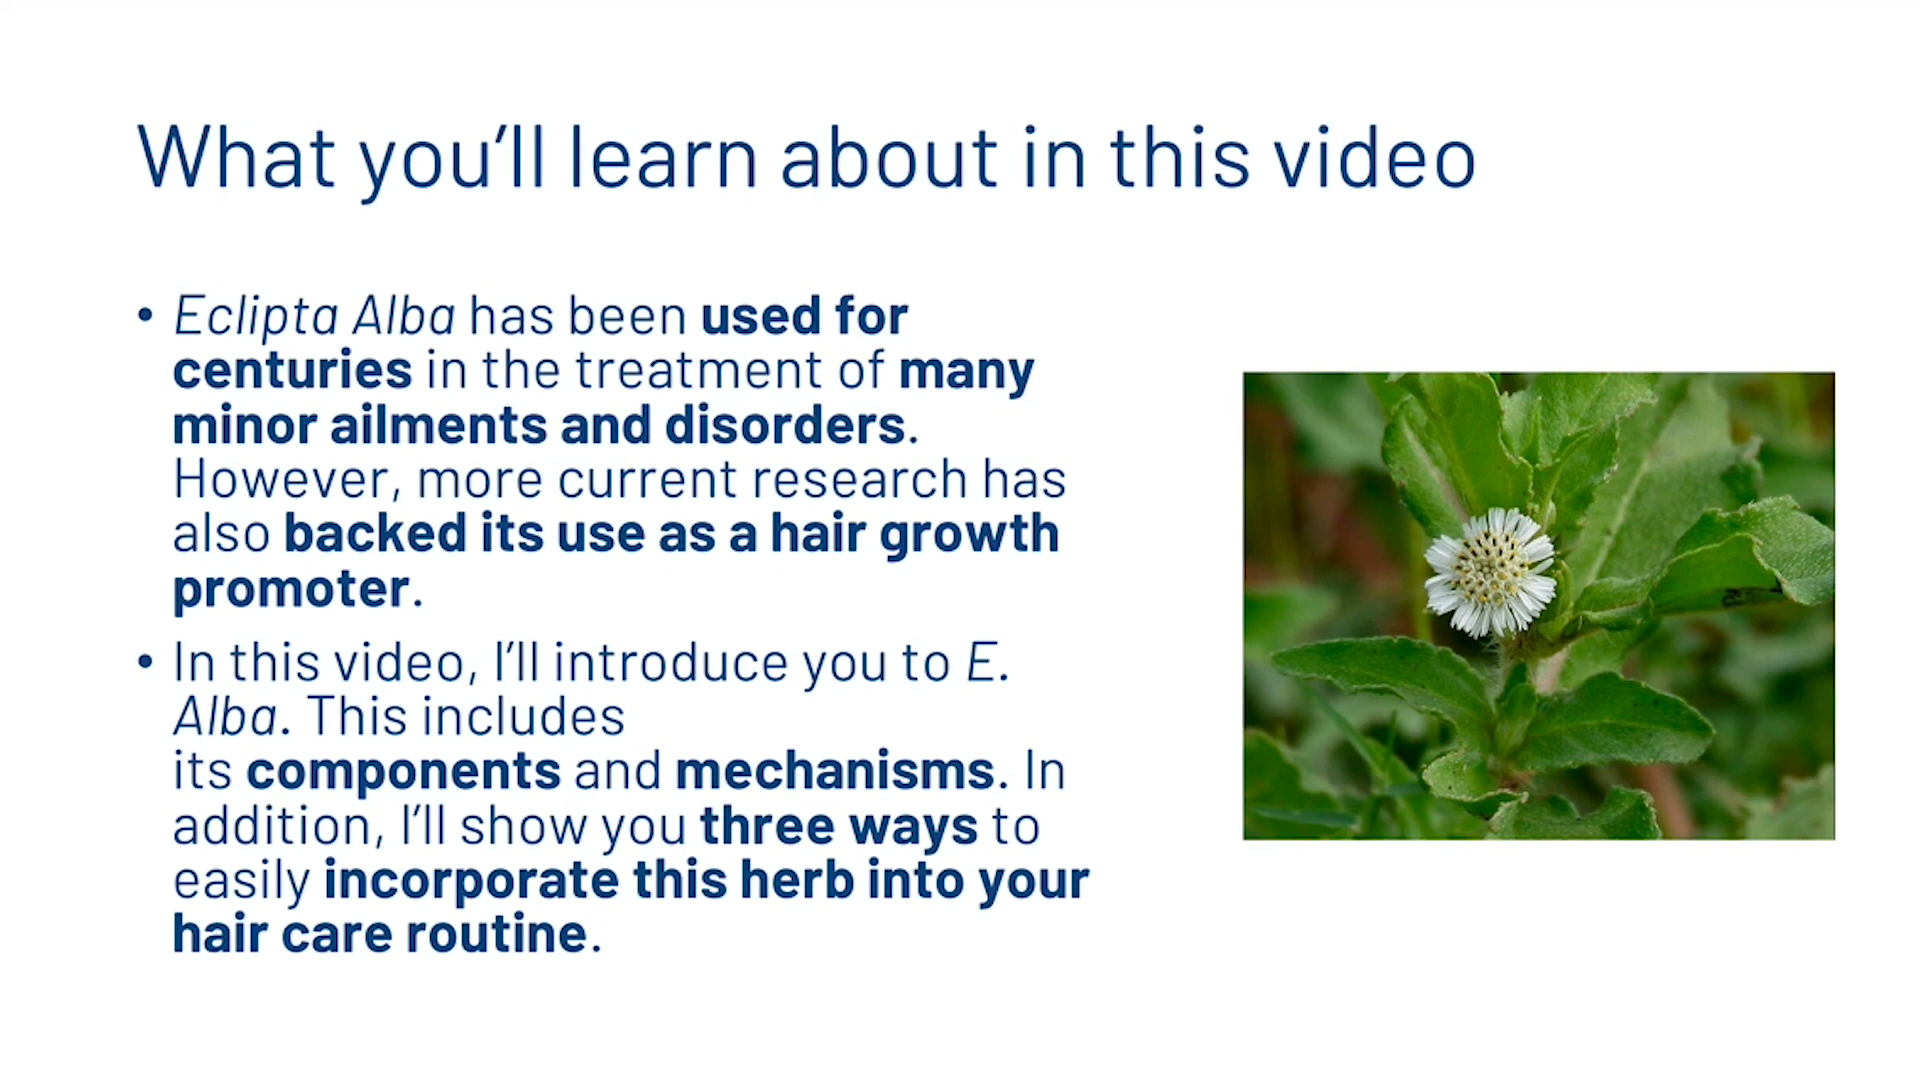 What you’ll learn about in this video
• Eclipta Alba has been used for
centuries in the treatment of many
minor ailments and disorders.
However, more current research has
also backed its use as a hair growth
promoter.
• In this video, I’ll introduce you to E.
Alba. This includes
its components and mechanisms. In
addition, I’ll show you three ways to
easily incorporate this herb into your
hair care routine.